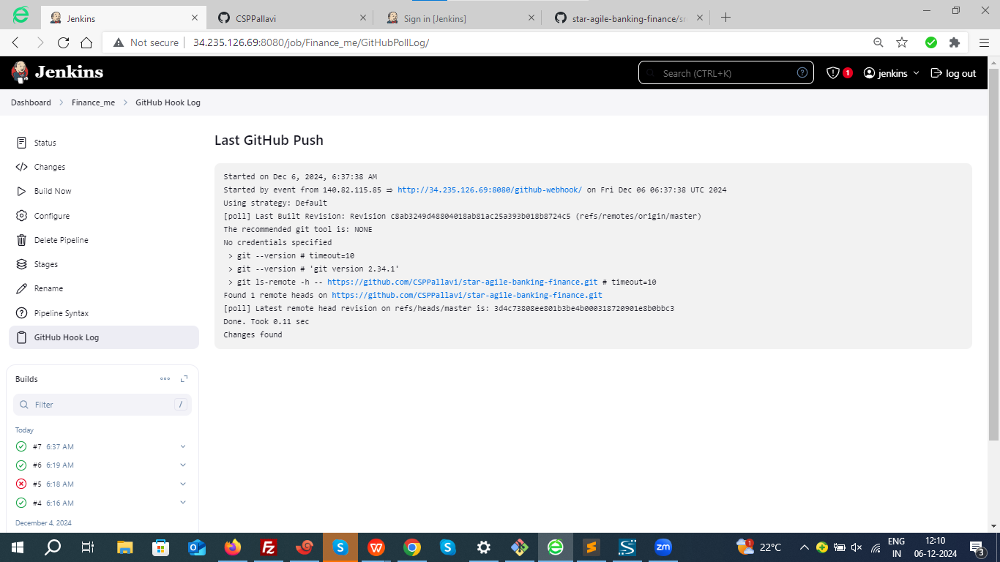 Jenkins
CSPPallavi
Sign in [Jenkins]
star-agile-banking-finance/sr
Not secure
34.235.126.69:8080/job/Finance_me/GitHubPollLog/
Jenkins
Search (CTRL+K)
1
jenkins
log out
Dashboard
Finance_me
GitHub Hook Log
Status
Changes
Build Now
Configure
Delete Pipeline
Stages
Rename
Pipeline Syntax
GitHub Hook Log
Last GitHub Push
Started on Dec 6, 2024, 6:37:38 AM
Started by event from 140.82.115.85 ⇒ http://34.235.126.69:8080/github-webhook/ on Fri Dec 06 06:37:38 UTC 2024
Using strategy: Default
[poll] Last Built Revision: Revision c8ab3249d48804018ab81ac25a393b018b8724c5 (refs/remotes/origin/master)
The recommended git tool is: NONE
No credentials specified
> git --version # timeout=10
> git --version # 'git version 2.34.1'
> git ls-remote -h -- https://github.com/CSPPallavi/star-agile-banking-finance.git # timeout=10
Found 1 remote heads on https://github.com/CSPPallavi/star-agile-banking-finance.git
[poll] Latest remote head revision on refs/heads/master is: 3d4c73808ee801b3be4b000318720901e8b0bbc3
Done. Took 0.11 sec
Changes found
Builds
Filter
/
Today
#7 6:37 AM
#6 6:19 AM
#5 6:18 AM
#4 6:16 AM
December 4, 2024
22°C
ENG
IN
12:10
06-12-2024
3